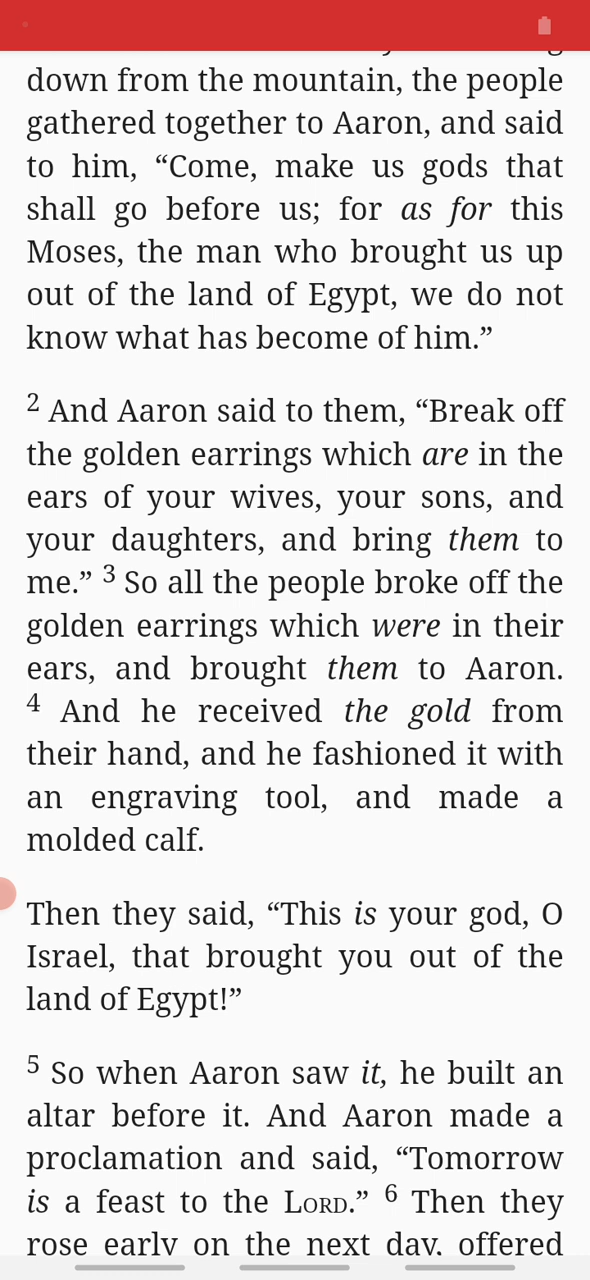 down from the mountain, the people
gathered together to Aaron, and said
to him, “Come, make us gods that
shall go before us; for as for this
Moses, the man who brought us up
out of the land of Egypt, we do not
know what has become of him.”
2 And Aaron said to them, “Break off
the golden earrings which are in the
ears of your wives, your sons, and
your daughters, and bring them to
me.” 3 So all the people broke off the
golden earrings which were in their
ears, and brought them to Aaron.
4 And he received the gold from
their hand, and he fashioned it with
an engraving tool, and made a
molded calf.
Then they said, “This is your god, O
Israel, that brought you out of the
land of Egypt!”
5 So when Aaron saw it, he built an
altar before it. And Aaron made a
proclamation and said, “Tomorrow
is a feast to the LORD.” 6 Then they
rose early on the next day, offered